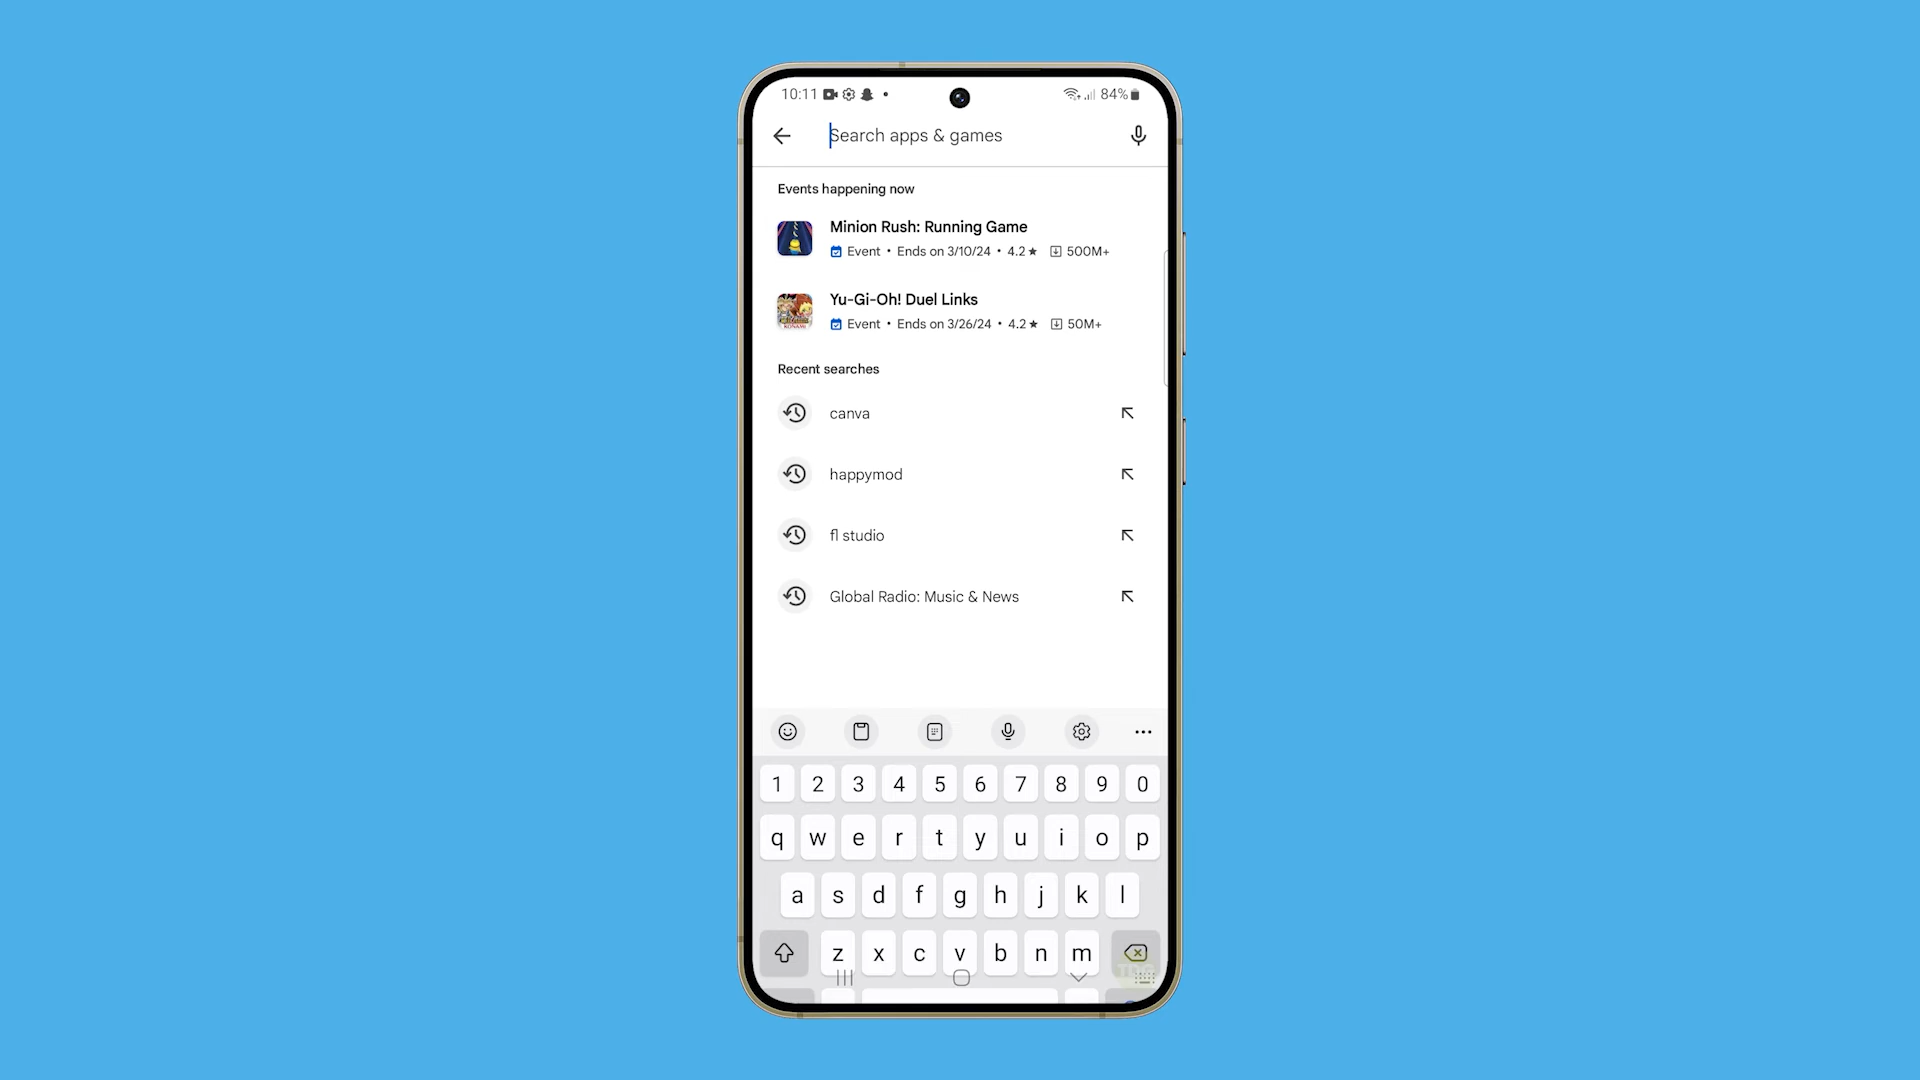 10:11 84%
Search apps & games
Events happening now
Minion Rush: Running Game
Event • Ends on 3/10/24 • 4.2★ 500M+
Yu-Gi-Oh! Duel Links
KONAMI
Event • Ends on 3/26/24 • 4.2★ 50M+
Recent searches
canva
happymod
fl studio
Global Radio: Music & News
1 2 3 4 5 6 7 8 9 0
q w e r t y u i o p
a s d f g h j k l
z x c v b n m